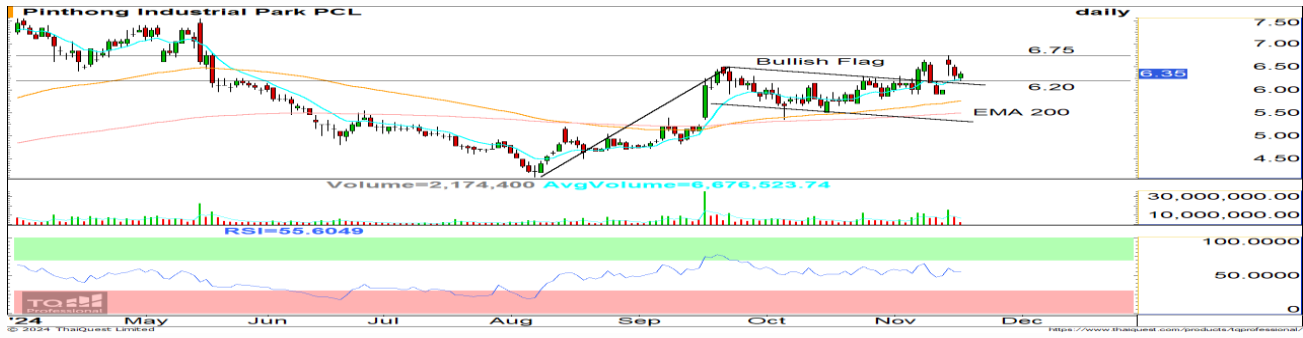 Pinthong Industrial Park PCL
daily
7.50
7.00
6.75
Bullish Flag
6.50
6.35
6.20
6.00
EMA 200
5.50
5.00
4.50
Volume=2,174,400 AvgVolume=6,676,523.74
30,000,000.00
10,000,000.00
RSI=55.6049
100.0000
50.0000
0
TQ
Professional
'24 May Jun Jul Aug Sep Oct Nov Dec
© 2024 ThaiQuest Limited
https://www.thaiquest.com/products/tqprofessional/